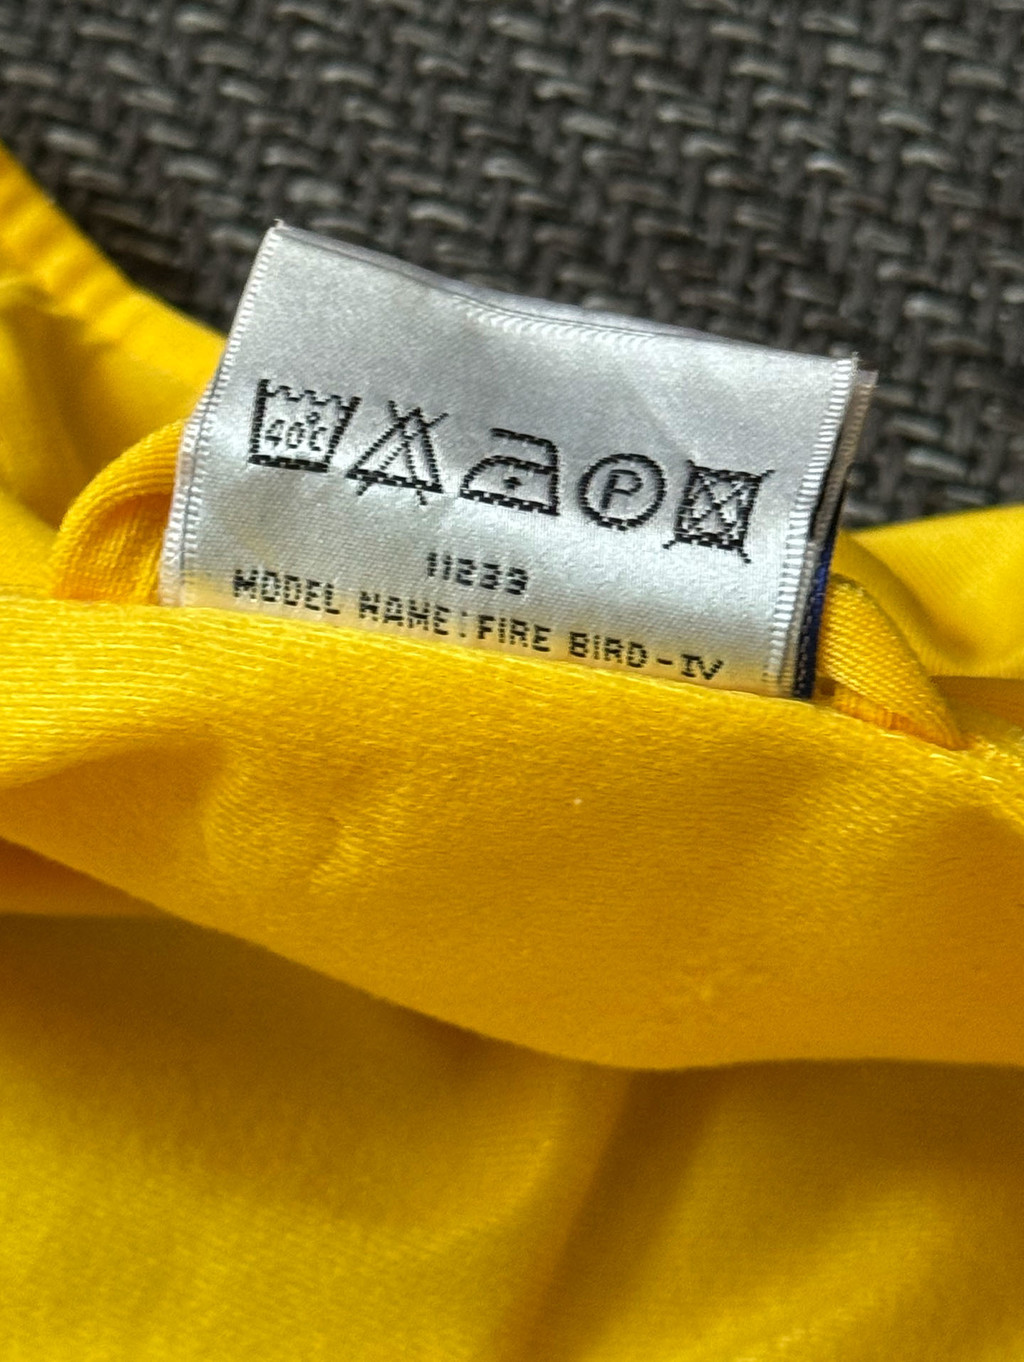 40°C
P
11239
MODEL NAME:FIRE BIRD-IV